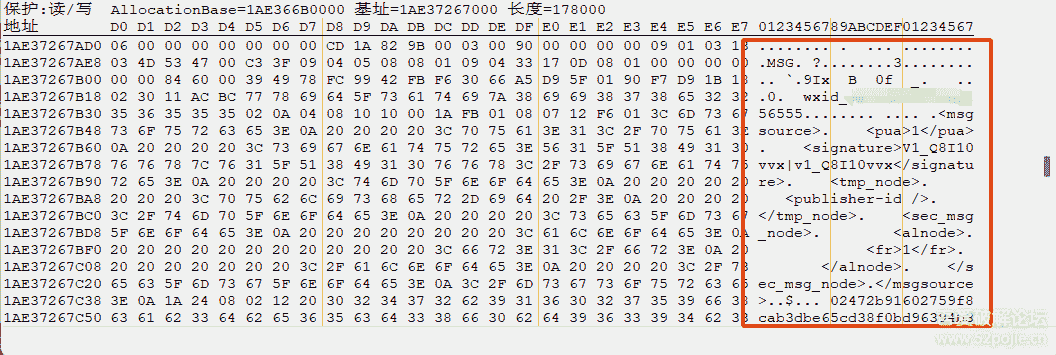 保护:读/写 AllocationBase=1AE366B0000 基址=1AE37267000 长度=178000
地址 D0 D1 D2 D3 D4 D5 D6 D7 D8 D9 DA DB DC DD DE DF E0 E1 E2 E3 E4 E5 E6 E7 0123456789ABCDEF01234567
1AE37267AD0 06 00 00 00 00 00 00 00 CD 1A 82 9B 00 03 00 90 00 00 00 00 09 01 03 ......... . ... .........
1AE37267AE8 03 4D 53 47 00 C3 3F 09 04 05 08 08 01 09 04 33 17 0D 08 01 00 00 00 00 .MSG. ?........3........
1AE37267B00 00 00 84 60 00 39 49 78 FC 99 42 FB F6 30 66 A5 D9 5F 01 90 F7 D9 1B .. `.9Ix B 0f _. ..
1AE37267B18 02 30 11 AC BC 77 78 69 64 5F 73 61 74 69 7A 38 69 69 38 37 38 65 32 32 .0. wxid_
1AE37267B30 35 36 35 35 35 02 0A 04 08 10 10 00 1A FB 01 08 07 12 F6 01 3C 6D 73 67 56555..... ..... .<msg
1AE37267B48 73 6F 75 72 63 65 3E 0A 20 20 20 20 3C 70 75 61 3E 31 3C 2F 70 75 61 3E source>.    <pua>1</pua>
1AE37267B60 0A 20 20 20 20 3C 73 69 67 6E 61 74 75 72 65 3E 56 31 5F 51 38 49 31 30 .    <signature>V1_Q8I10
1AE37267B78 76 76 78 7C 76 31 5F 51 38 49 31 30 76 76 78 3C 2F 73 69 67 6E 61 74 75 vvx|v1_Q8I10vvx</signatu
1AE37267B90 72 65 3E 0A 20 20 20 20 3C 74 6D 70 5F 6E 6F 64 65 3E 0A 20 20 20 20 20 re>.    <tmp_node>.
1AE37267BA8 20 20 20 3C 70 75 62 6C 69 73 68 65 72 2D 69 64 20 2F 3E 0A 20 20 20 20    <publisher-id />.
1AE37267BC0 3C 2F 74 6D 70 5F 6E 6F 64 65 3E 0A 20 20 20 20 3C 73 65 63 5F 6D 73 67 </tmp_node>.    <sec_msg
1AE37267BD8 5F 6E 6F 64 65 3E 0A 20 20 20 20 20 20 20 20 3C 61 6C 6E 6F 64 65 3E 0A _node>.        <alnode>.
1AE37267BF0 20 20 20 20 20 20 20 20 20 20 20 20 3C 66 72 3E 31 3C 2F 66 72 3E 0A 20             <fr>1</fr>.
1AE37267C08 20 20 20 20 20 20 20 3C 2F 61 6C 6E 6F 64 65 3E 0A 20 20 20 20 3C 2F 73        </alnode>.    </s
1AE37267C20 65 63 5F 6D 73 67 5F 6E 6F 64 65 3E 0A 3C 2F 6D 73 67 73 6F 75 72 63 65 ec_msg_node>.</msgsource
1AE37267C38 3E 0A 1A 24 08 02 12 20 30 32 34 37 32 62 39 31 36 30 32 37 35 39 66 38 >..$... 02472b91602759f8
1AE37267C50 63 61 62 33 64 62 65 36 35 63 64 33 38 66 30 62 64 39 36 33 39 34 62 33 cab3dbe65cd38f0bd96394b3
吾爱破解论坛
www.52pojie.cn